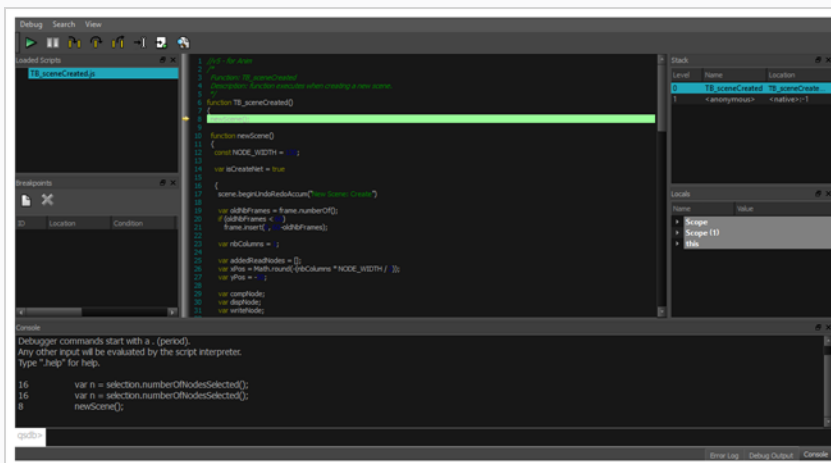 Debug Search View
Loaded Scripts
TB_sceneCreated.js
1 //v5 - for Anim
2 /*
3 Function: TB_sceneCreated
4 Description: function executes when creating a new scene.
5 */
6 function TB_sceneCreated()
7 {
8 newScene();
9
10 function newScene()
11 {
12 const NODE_WIDTH =
13
14 var isCreateNet = true
15
16 {
17 scene.beginUndoRedoAccum("New Scene: Create")
18
19 var oldNbFrames = frame.numberOf();
20 if (oldNbFrames <
21 frame.insert( , -oldNbFrames);
22
23 var nbColumns = ;
24
25 var addedReadNodes = [];
26 var xPos = Math.round(-(nbColumns * NODE_WIDTH / ));
27 var yPos = - ;
28
29 var compNode;
30 var dispNode;
31 var writeNode;
Stack
Level Name Location
0 TB_sceneCreated TB_sceneCreate...
1 <anonymous> <native>:-1
Breakpoints
ID Location Condition
Locals
Name Value
Scope
Scope (1)
this
Console
Debugger commands start with a . (period).
Any other input will be evaluated by the script interpreter.
Type ".help" for help.
16 var n = selection.numberOfNodesSelected();
16 var n = selection.numberOfNodesSelected();
8 newScene();
qsdb>
Error Log Debug Output Console